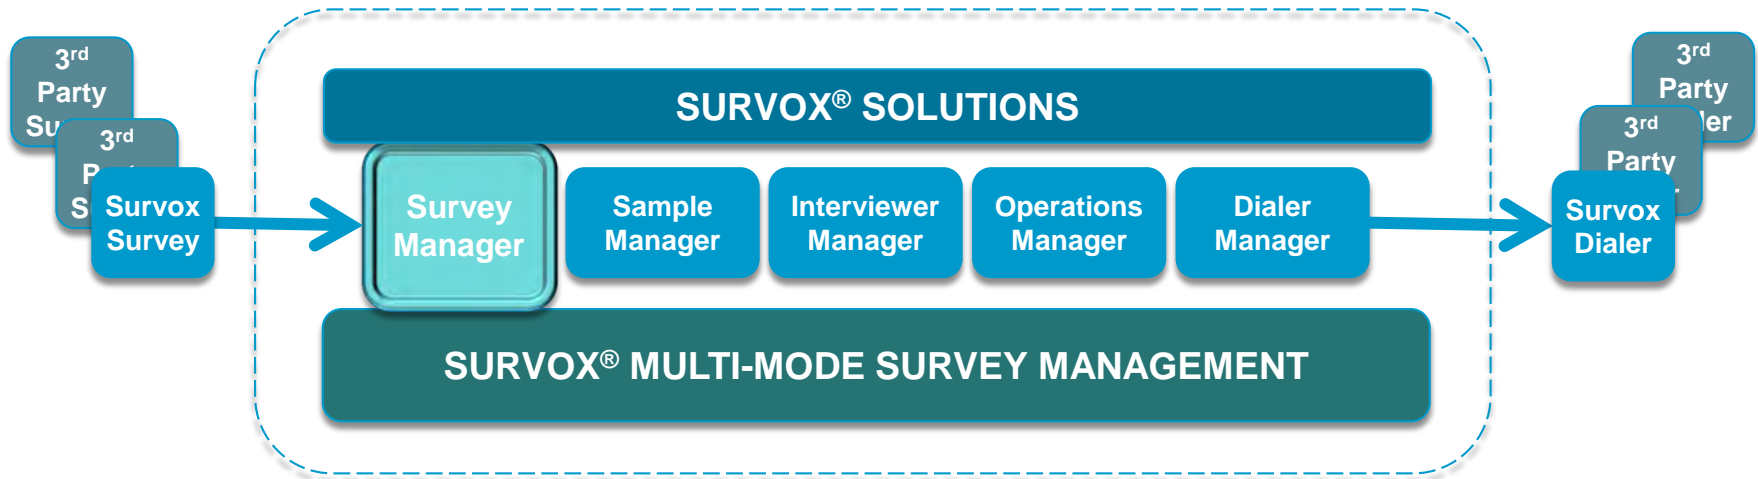 3rd
Party
3rd
Survox
Survey
SURVOX® SOLUTIONS
Survey
Manager
Sample
Manager
Interviewer
Manager
Operations
Manager
Dialer
Manager
SURVOX® MULTI-MODE SURVEY MANAGEMENT
3rd
Party
3rd
Party
Survox
Dialer